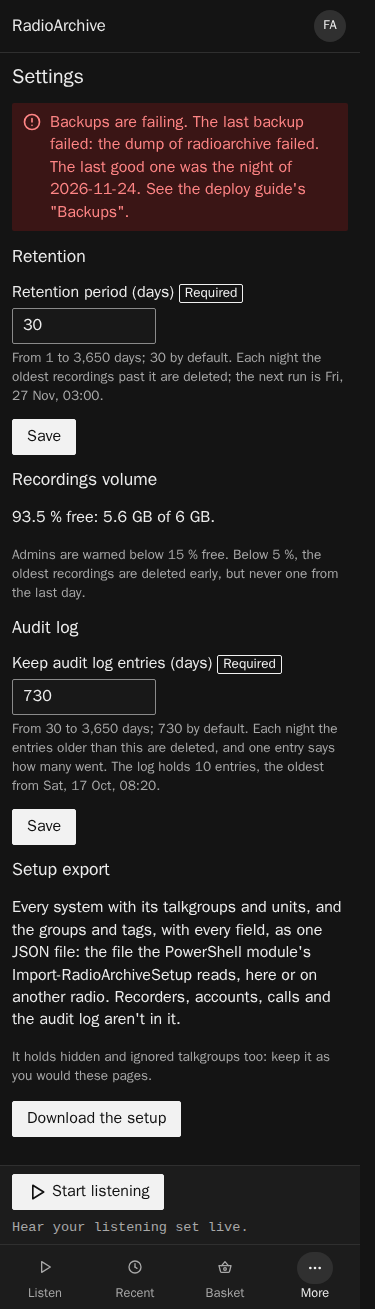 RadioArchive
FA
Settings
Backups are failing. The last backup
failed: the dump of radioarchive failed.
The last good one was the night of
2026-11-24. See the deploy guide's
"Backups".
Retention
Retention period (days) Required
30
From 1 to 3,650 days; 30 by default. Each night the
oldest recordings past it are deleted; the next run is Fri,
27 Nov, 03:00.
Save
Recordings volume
93.5 % free: 5.6 GB of 6 GB.
Admins are warned below 15 % free. Below 5 %, the
oldest recordings are deleted early, but never one from
the last day.
Audit log
Keep audit log entries (days) Required
730
From 30 to 3,650 days; 730 by default. Each night the
entries older than this are deleted, and one entry says
how many went. The log holds 10 entries, the oldest
from Sat, 17 Oct, 08:20.
Save
Setup export
Every system with its talkgroups and units, and
the groups and tags, with every field, as one
JSON file: the file the PowerShell module's
Import-RadioArchiveSetup reads, here or on
another radio. Recorders, accounts, calls and
the audit log aren't in it.
It holds hidden and ignored talkgroups too: keep it as
you would these pages.
Download the setup
Start listening
Hear your listening set live.
Listen
Recent
Basket
More